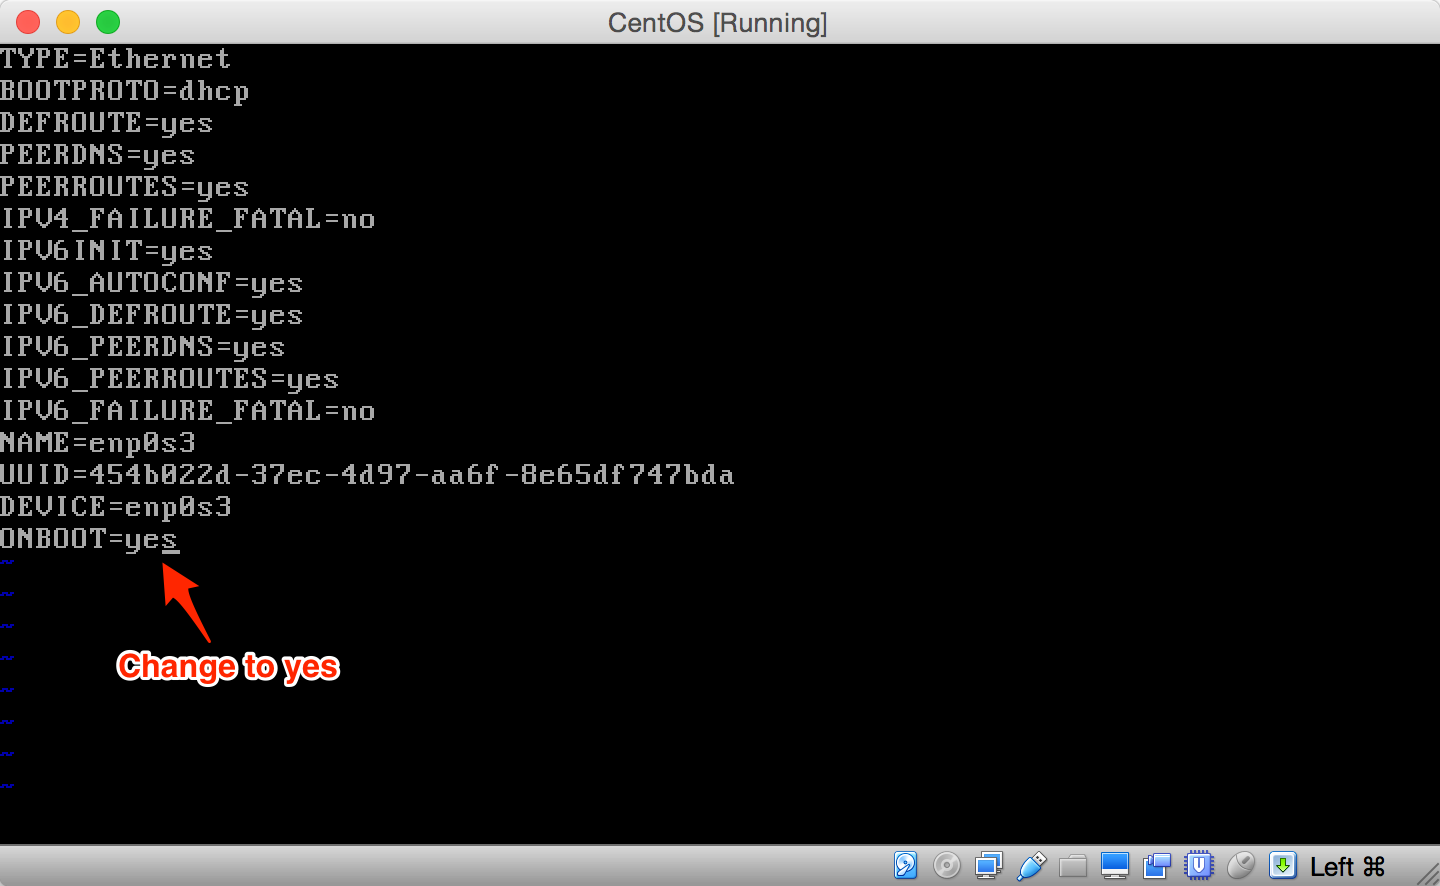 CentOS [Running]
TYPE=Ethernet
BOOTPROTO=dhcp
DEFROUTE=yes
PEERDNS=yes
PEERROUTES=yes
IPV4_FAILURE_FATAL=no
IPV6INIT=yes
IPV6_AUTOCONF=yes
IPV6_DEFROUTE=yes
IPV6_PEERDNS=yes
IPV6_PEERROUTES=yes
IPV6_FAILURE_FATAL=no
NAME=enp0s3
UUID=454b022d-37ec-4d97-aa6f-8e65df747bda
DEVICE=enp0s3
ONBOOT=yes
~
~
~
~
~
~
~
~
Change to yes
Left ⌘